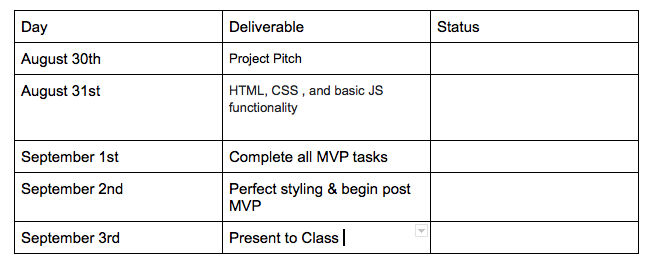 Day Deliverable Status
August 30th Project Pitch
August 31st HTML, CSS , and basic JS
functionality
September 1st Complete all MVP tasks
September 2nd Perfect styling & begin post
MVP
September 3rd Present to Class